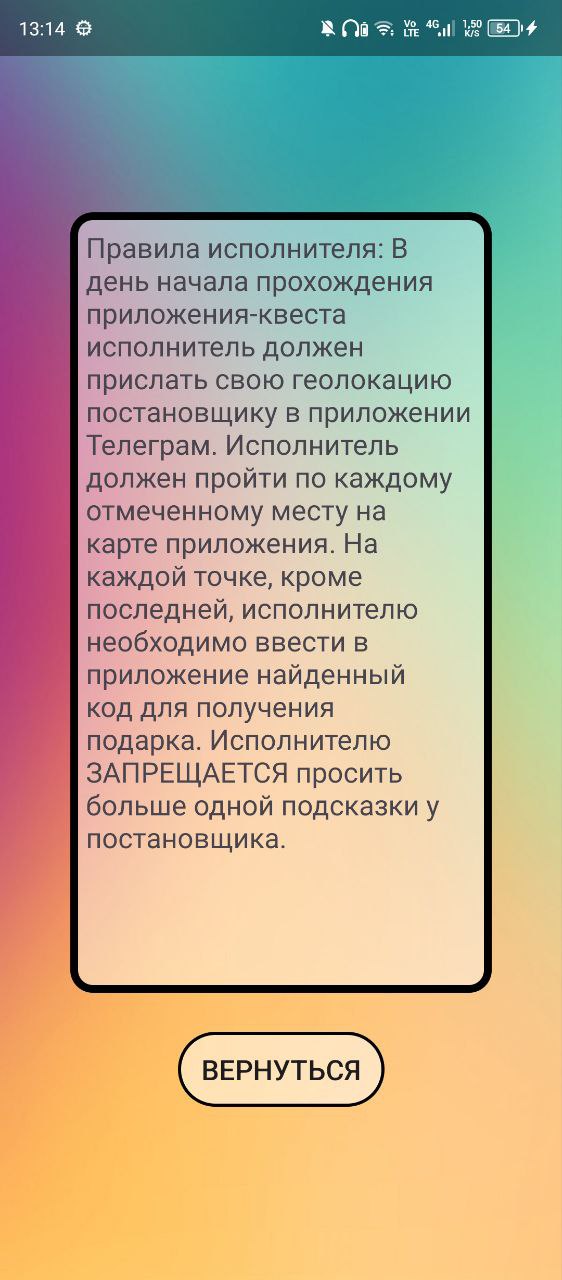 13:14
Vo LTE 4G 1,50 K/S 54
Правила исполнителя: В
день начала прохождения
приложения-квеста
исполнитель должен
прислать свою геолокацию
постановщику в приложении
Телеграм. Исполнитель
должен пройти по каждому
отмеченному месту на
карте приложения. На
каждой точке, кроме
последней, исполнителю
необходимо ввести в
приложение найденный
код для получения
подарка. Исполнителю
ЗАПРЕЩАЕТСЯ просить
больше одной подсказки у
постановщика.
ВЕРНУТЬСЯ